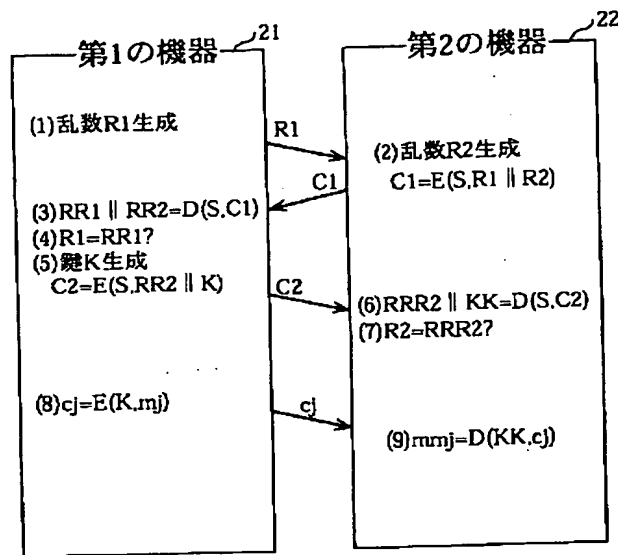 第1の機器
21
第2の機器
22
(1)乱数R1生成
R1
(2)乱数R2生成
C1=E(S,R1 || R2)
C1
(3)RR1 || RR2=D(S,C1)
(4)R1=RR1?
(5)鍵K生成
C2=E(S,RR2 || K)
C2
(6)RRR2 || KK=D(S,C2)
(7)R2=RRR2?
(8)cj=E(K,mj)
cj
(9)mmj=D(KK,cj)